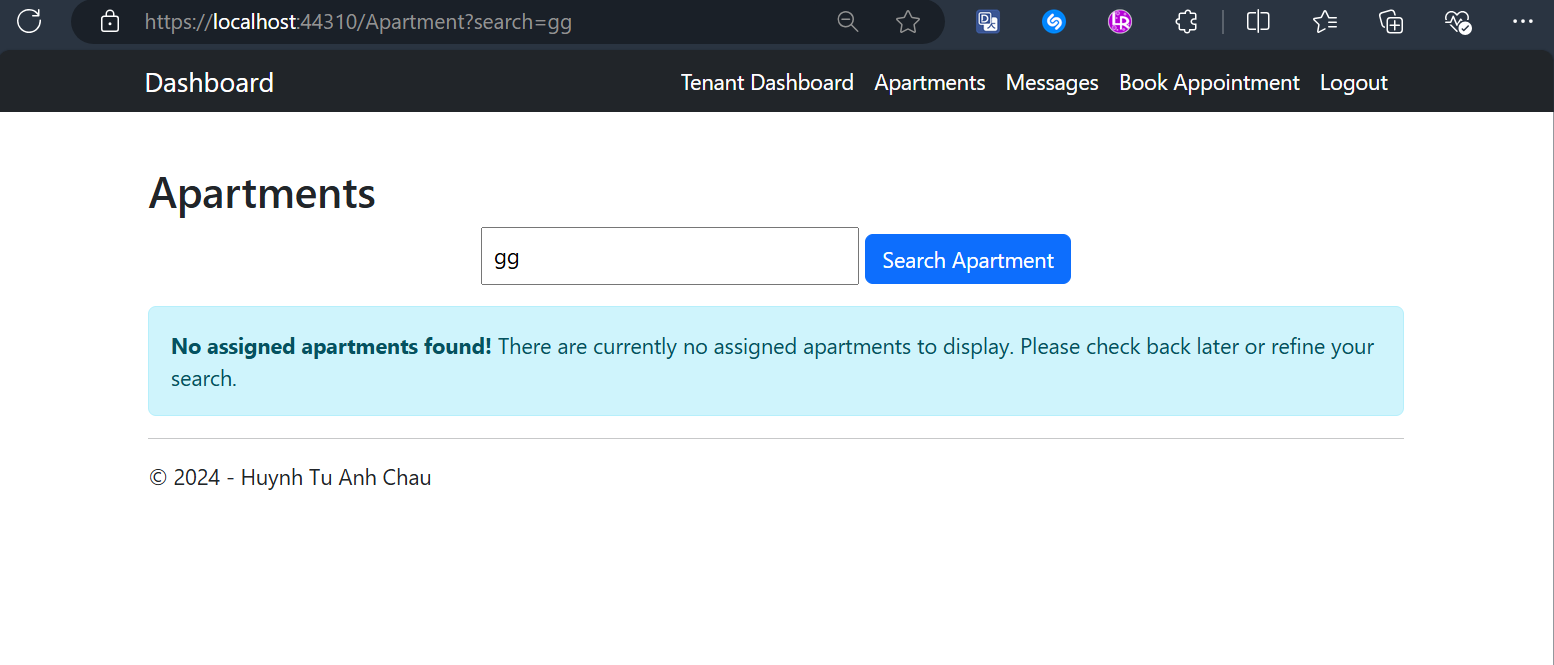 https://localhost:44310/Apartment?search=gg
Dashboard Tenant Dashboard Apartments Messages Book Appointment Logout
Apartments
gg Search Apartment
No assigned apartments found! There are currently no assigned apartments to display. Please check back later or refine your
search.
© 2024 - Huynh Tu Anh Chau